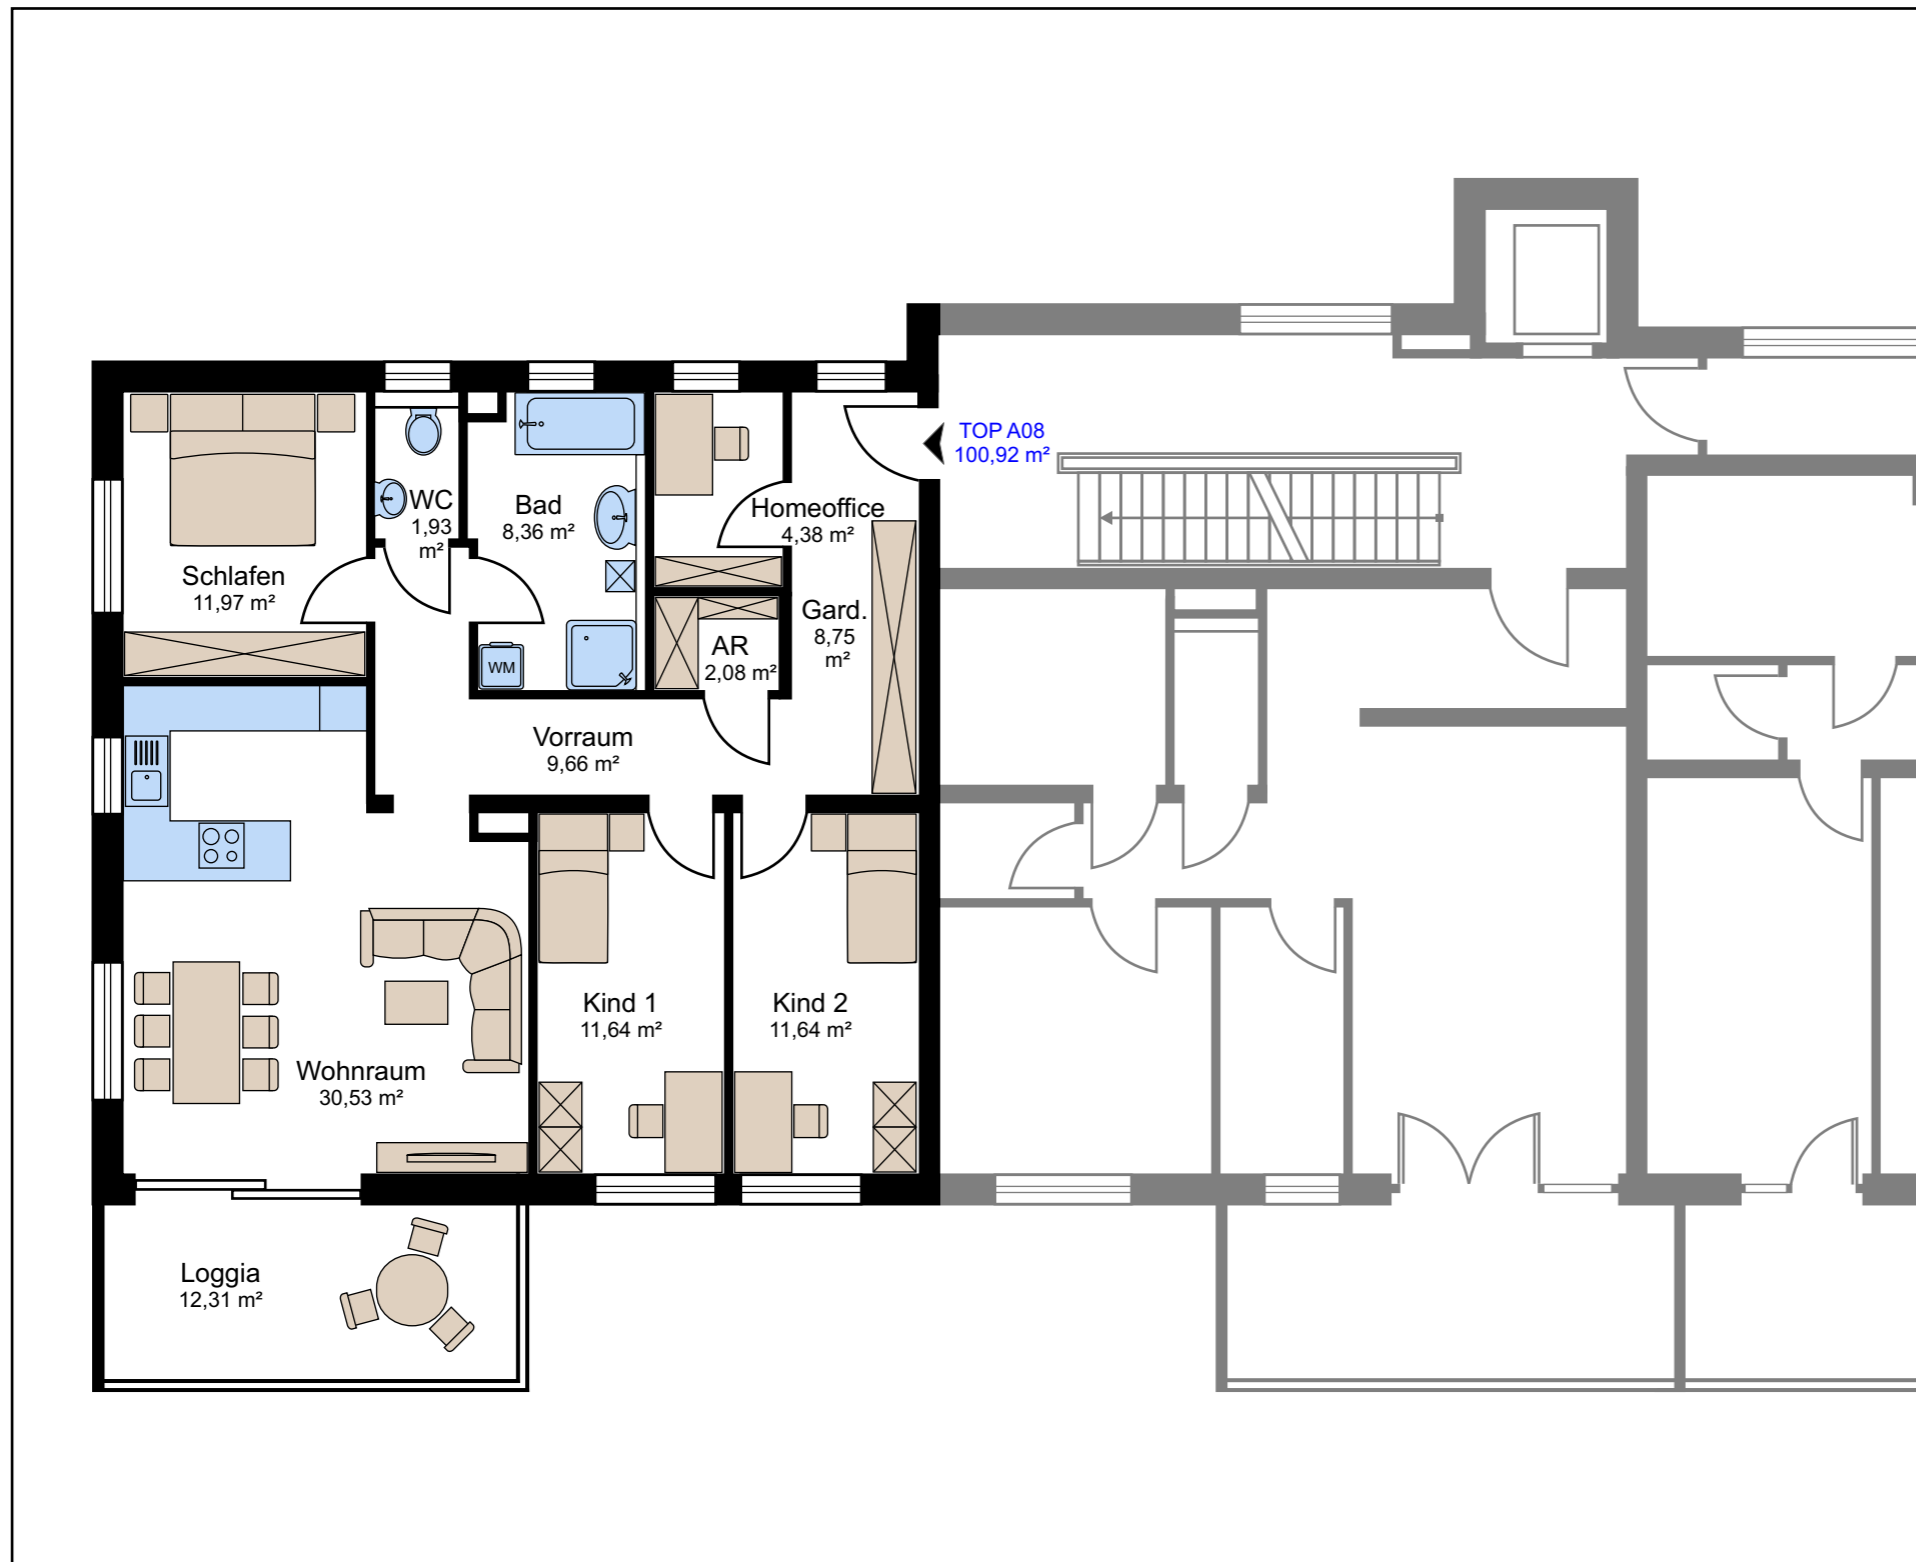 TOP A08
100,92 m²
WC
1,93
m²
Bad
8,36 m²
Homeoffice
4,38 m²
Schlafen
11,97 m²
Gard.
8,75
m²
AR
2,08 m²
WM
Vorraum
9,66 m²
Kind 1
11,64 m²
Kind 2
11,64 m²
Wohnraum
30,53 m²
Loggia
12,31 m²